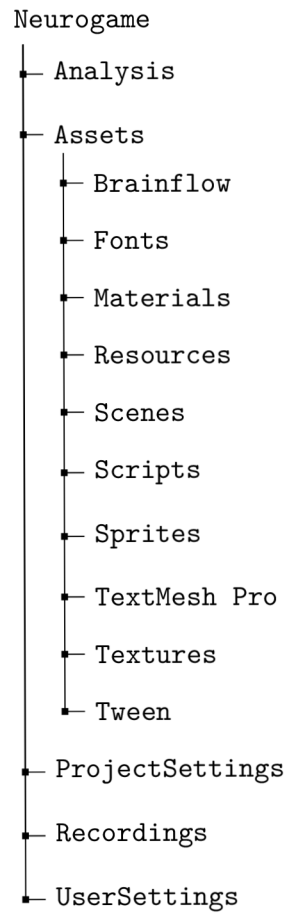 Neurogame
Analysis
Assets
Brainflow
Fonts
Materials
Resources
Scenes
Scripts
Sprites
TextMesh Pro
Textures
Tween
ProjectSettings
Recordings
UserSettings